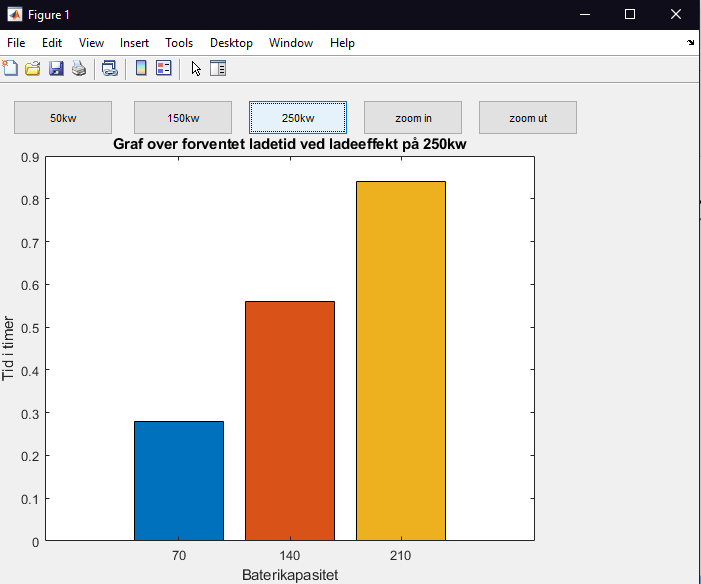 Figure 1
File Edit View Insert Tools Desktop Window Help
50kw 150kw 250kw zoom in zoom ut
Graf over forventet ladetid ved ladeeffekt på 250kw
0.9
0.8
0.7
0.6
0.5
0.4
0.3
0.2
0.1
0
Tid i timer
70 140 210
Baterikapasitet